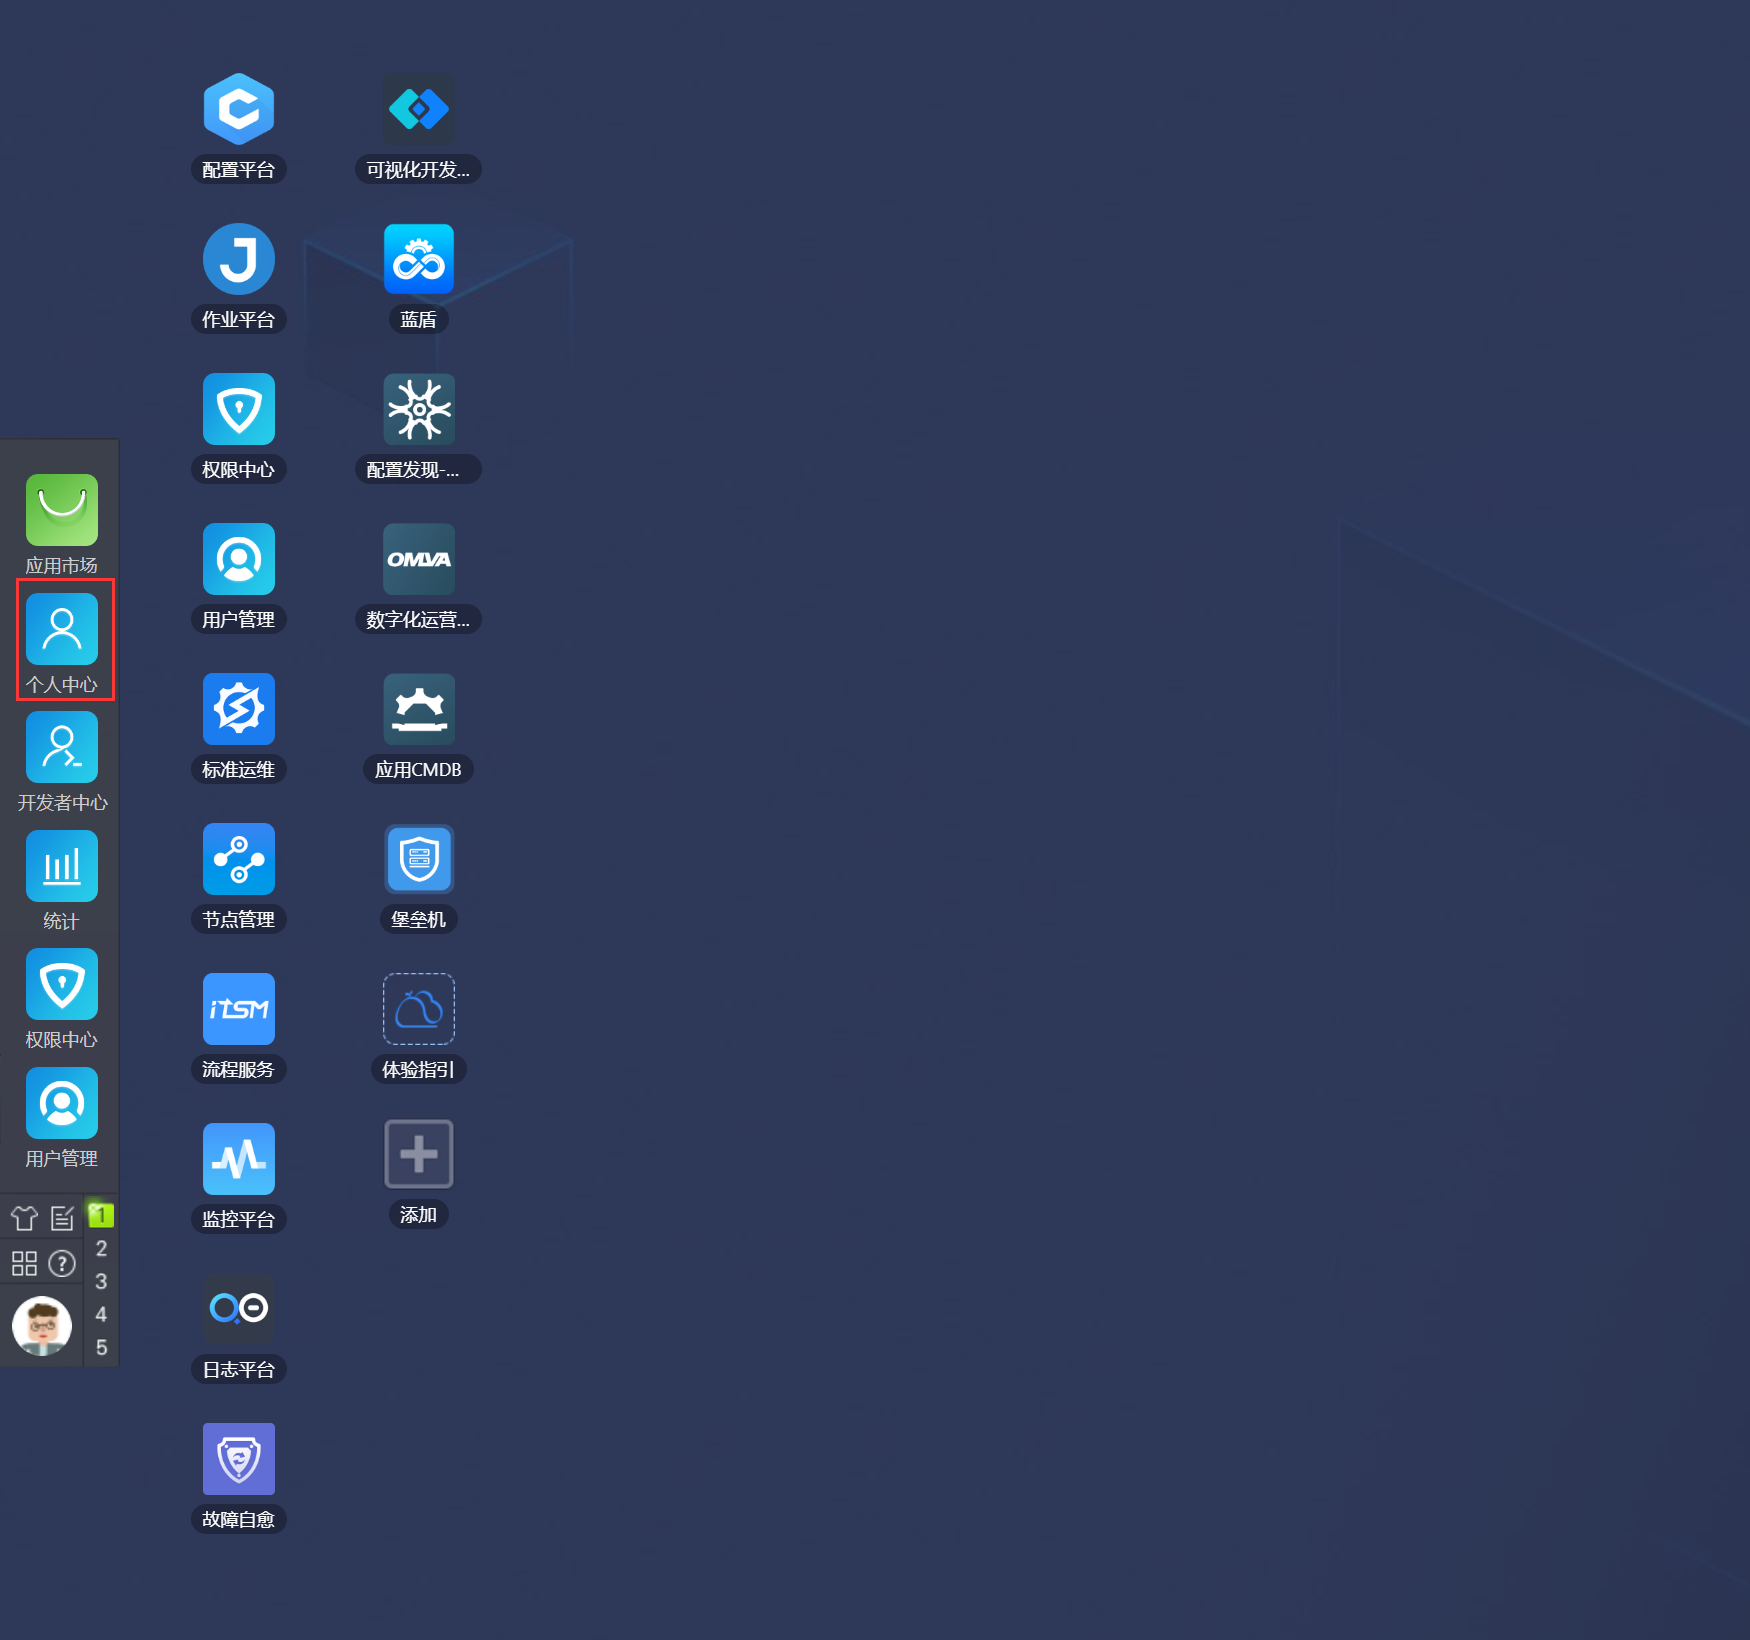 应用市场
个人中心
开发者中心
统计
权限中心
用户管理
1
2
3
4
5
配置平台
作业平台
权限中心
用户管理
标准运维
节点管理
iTSM
流程服务
监控平台
日志平台
故障自愈
可视化开发...
蓝盾
配置发现-...
OMVA
数字化运营...
应用CMDB
堡垒机
体验指引
添加